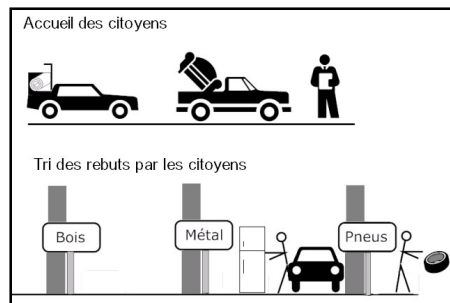 Accueil des citoyens
Tri des rebuts par les citoyens
Bois
Métal
Pneus